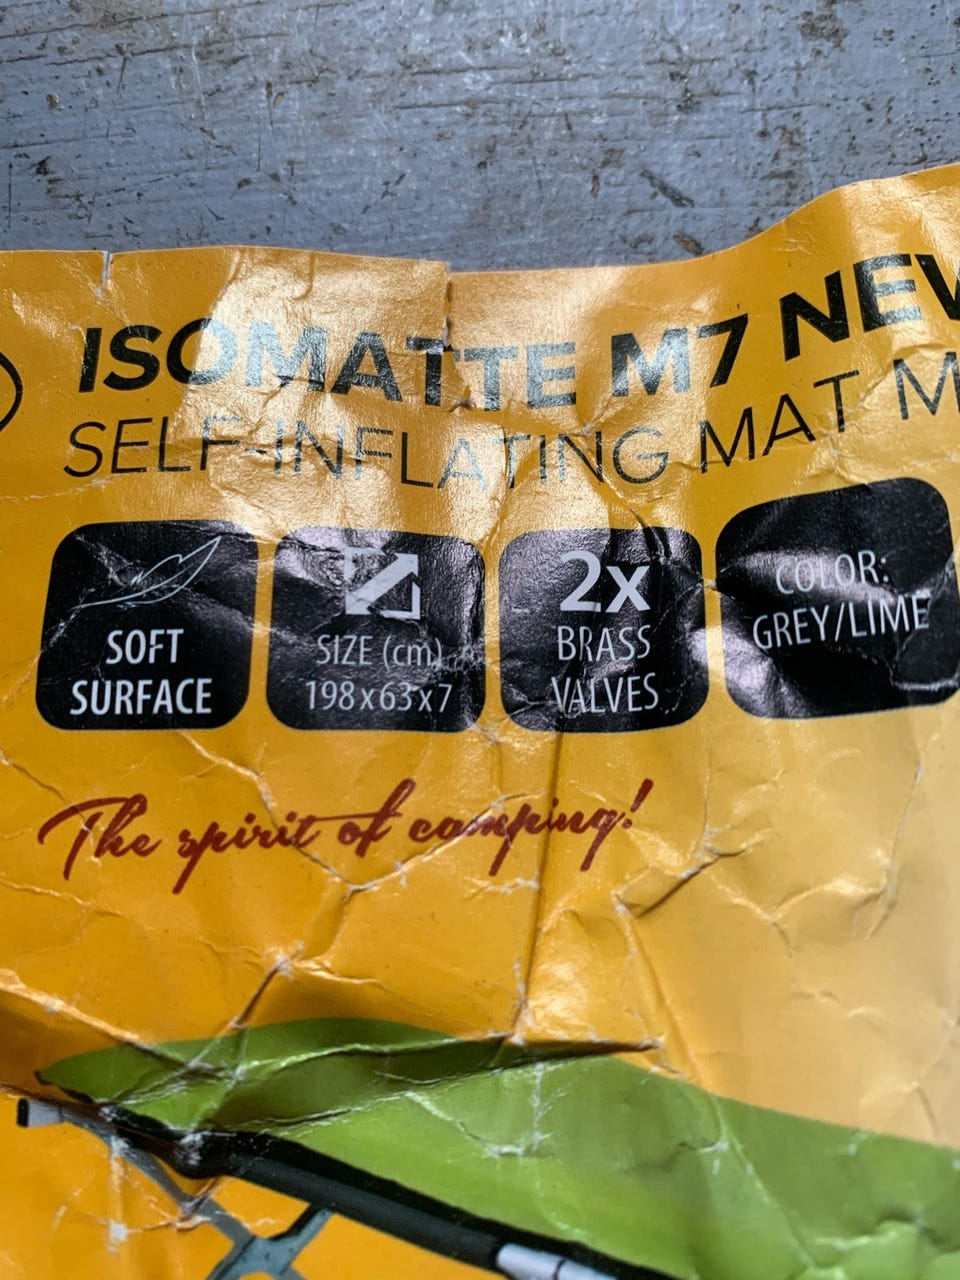 ISOMATTE M7 NEW
SELF-INFLATING MAT M
SOFT
SURFACE
SIZE (cm)
198x63x7
2x
BRASS
VALVES
COLOR:
GREY/LIME
The spirit of camping!